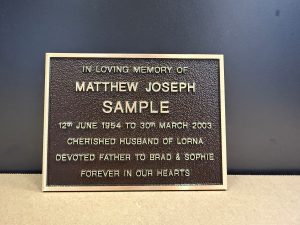 IN LOVING MEMORY OF
MATTHEW JOSEPH
SAMPLE
12TH JUNE 1954 TO 30TH MARCH 2003
CHERISHED HUSBAND OF LORNA
DEVOTED FATHER TO BRAD & SOPHIE
FOREVER IN OUR HEARTS